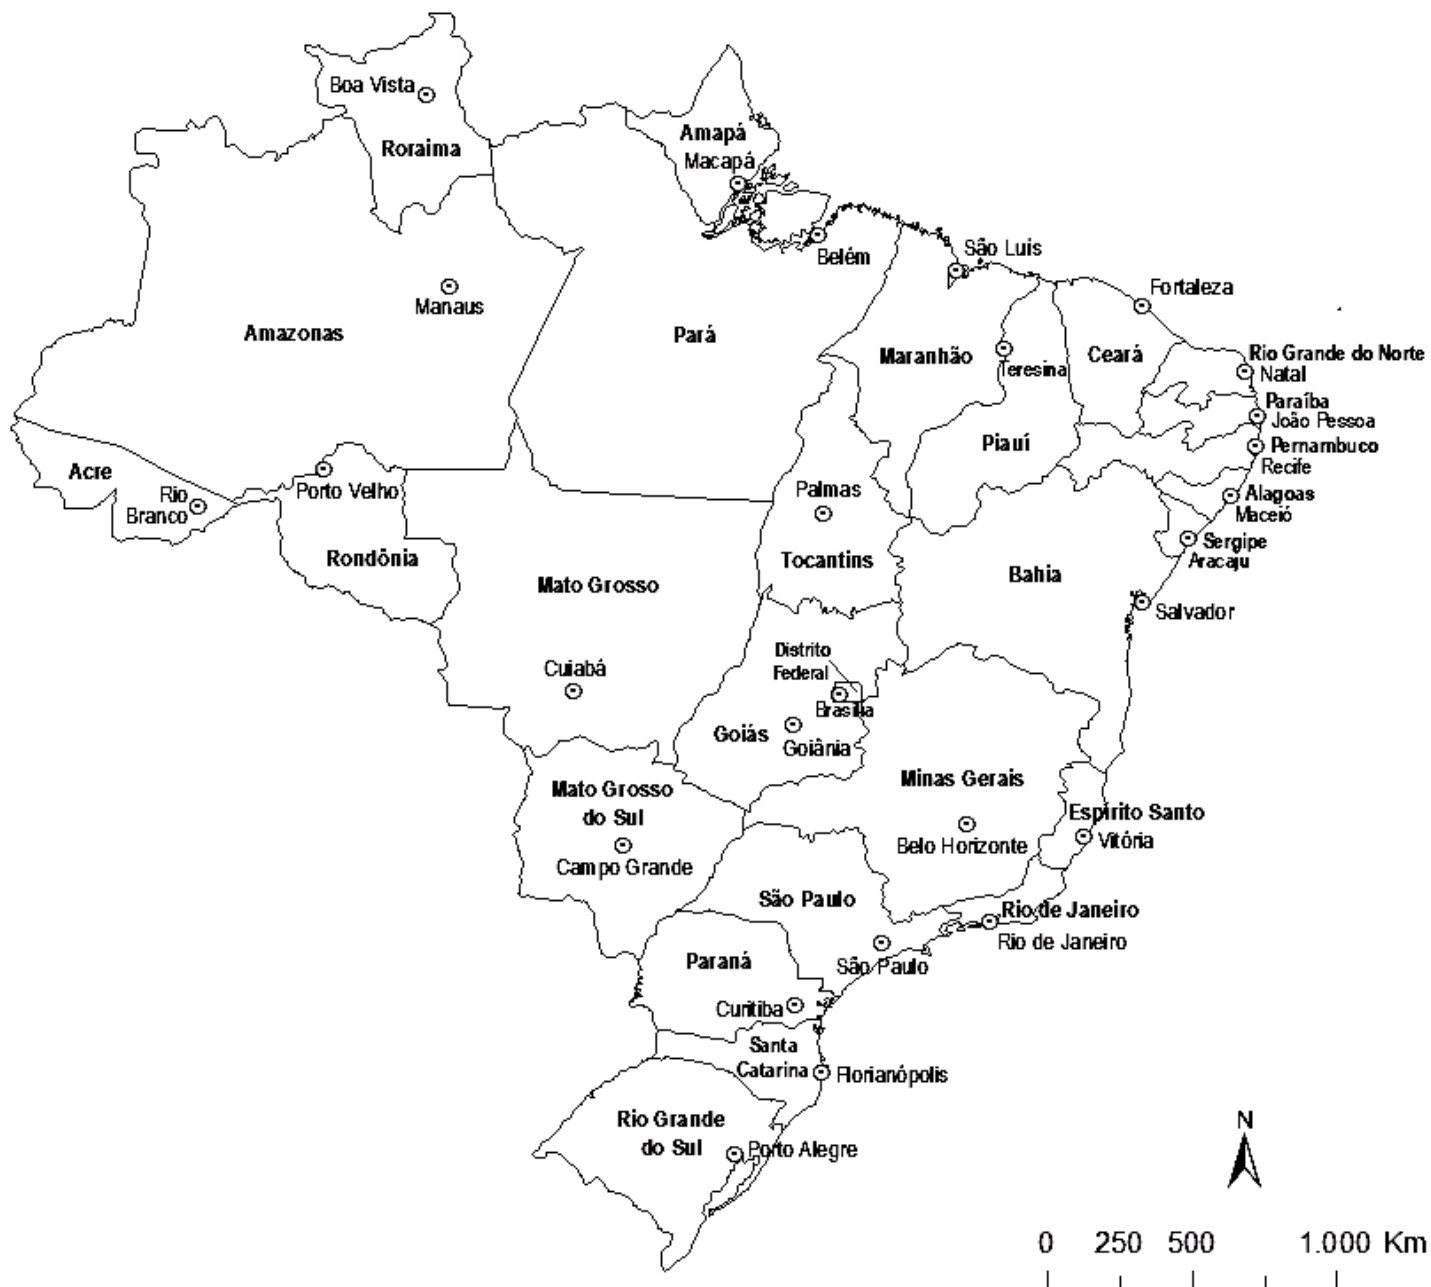 Boa Vista
Roraima
Amapá
Macapá
Belém
São Luís
Fortaleza
Manaus
Amazonas
Pará
Maranhão
Teresina
Ceará
Rio Grande do Norte
Natal
Paraíba
João Pessoa
Piauí
Pernambuco
Recife
Acre
Rio
Branco
Porto Velho
Palmas
Alagoas
Maceió
Rondônia
Mato Grosso
Tocantins
Bahia
Sergipe
Aracaju
Salvador
Cuiabá
Distrito
Federal
Brasília
Goiás
Goiânia
Mato Grosso
do Sul
Campo Grande
Minas Gerais
Belo Horizonte
Espírito Santo
Vitória
São Paulo
Rio de Janeiro
Rio de Janeiro
São Paulo
Paraná
Curitiba
Santa
Catarina
Florianópolis
Rio Grande
do Sul
Porto Alegre
N
0 250 500 1.000 Km